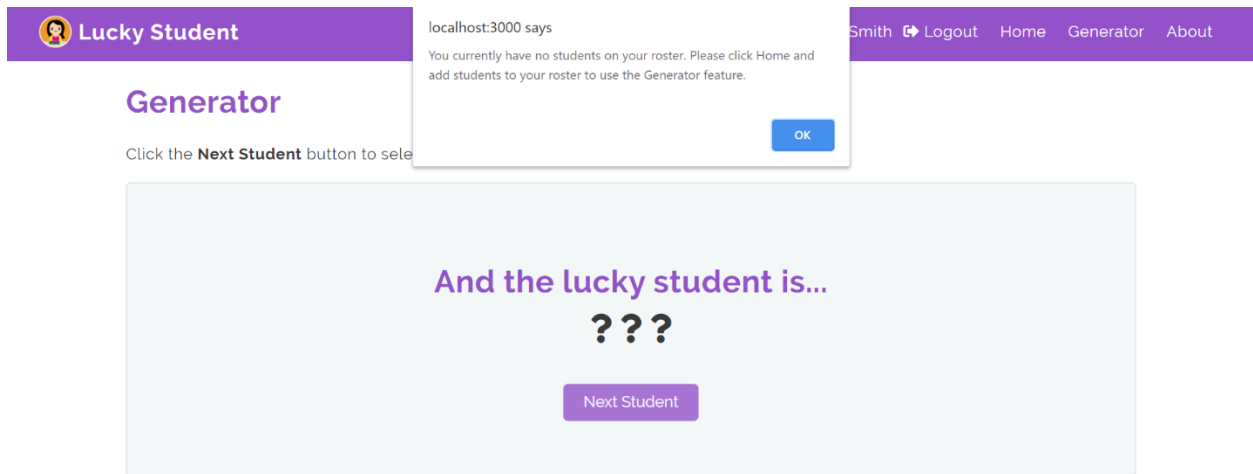 Lucky Student
localhost:3000 says
You currently have no students on your roster. Please click Home and
add students to your roster to use the Generator feature.
OK
Smith Logout Home Generator About
Generator
Click the Next Student button to sele
And the lucky student is...
???
Next Student